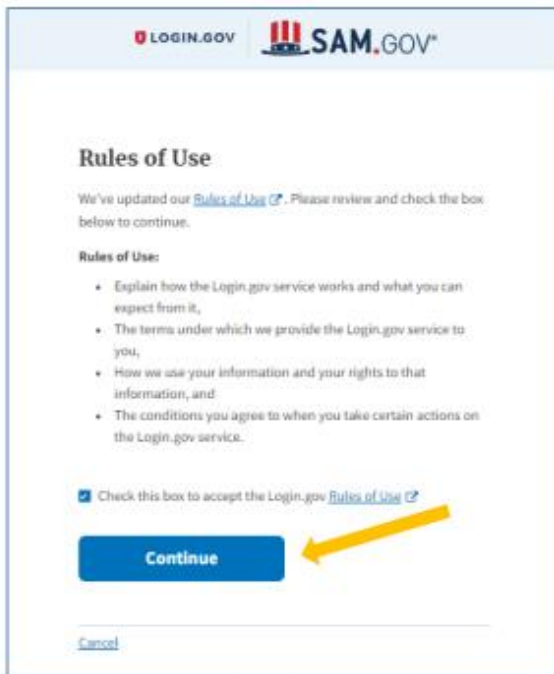 LOGIN.GOV SAM.GOV®
Rules of Use
We've updated our Rules of Use. Please review and check the box
below to continue.
Rules of Use:
• Explain how the Login.gov service works and what you can
expect from it,
• The terms under which we provide the Login.gov service to
you,
• How we use your information and your rights to that
information, and
• The conditions you agree to when you take certain actions on
the Login.gov service.
Check this box to accept the Login.gov Rules of Use
Continue
Cancel